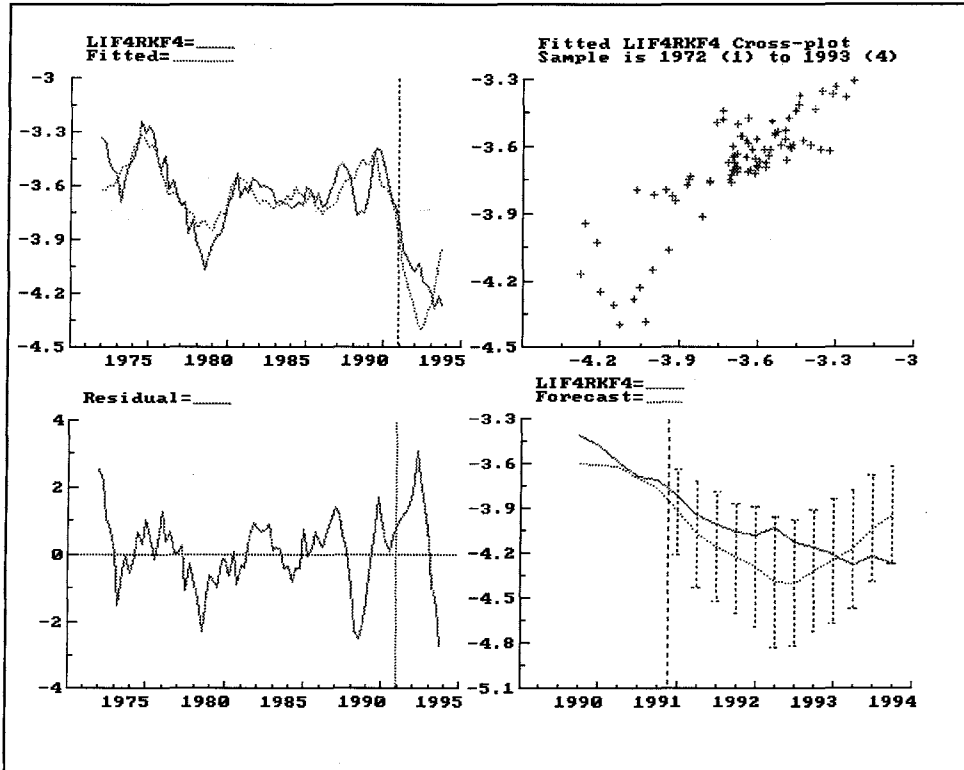 LIF4RKF4=
Fitted=
-3
-3.3
-3.6
-3.9
-4.2
-4.5
1975 1980 1985 1990 1995
Fitted LIF4RKF4 Cross-plot
Sample is 1972 (1) to 1993 (4)
-3.3
-3.6
-3.9
-4.2
-4.5
-4.2 -3.9 -3.6 -3.3 -3
Residual=
4
2
0
-2
-4
1975 1980 1985 1990 1995
LIF4RKF4=
Forecast=
-3.3
-3.6
-3.9
-4.2
-4.5
-4.8
-5.1
1990 1991 1992 1993 1994